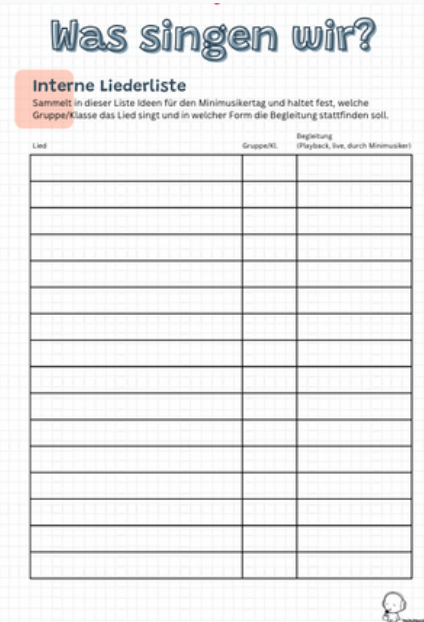 Was singen wir?
Interne Liederliste
Sammelt in dieser Liste Ideen für den Minimusikertag und haltet fest, welche
Gruppe/Klasse das Lied singt und in welcher Form die Begleitung stattfinden soll.
Begleitung
Lied Gruppe/Kl. (Playback, live, durch Minimusiker)